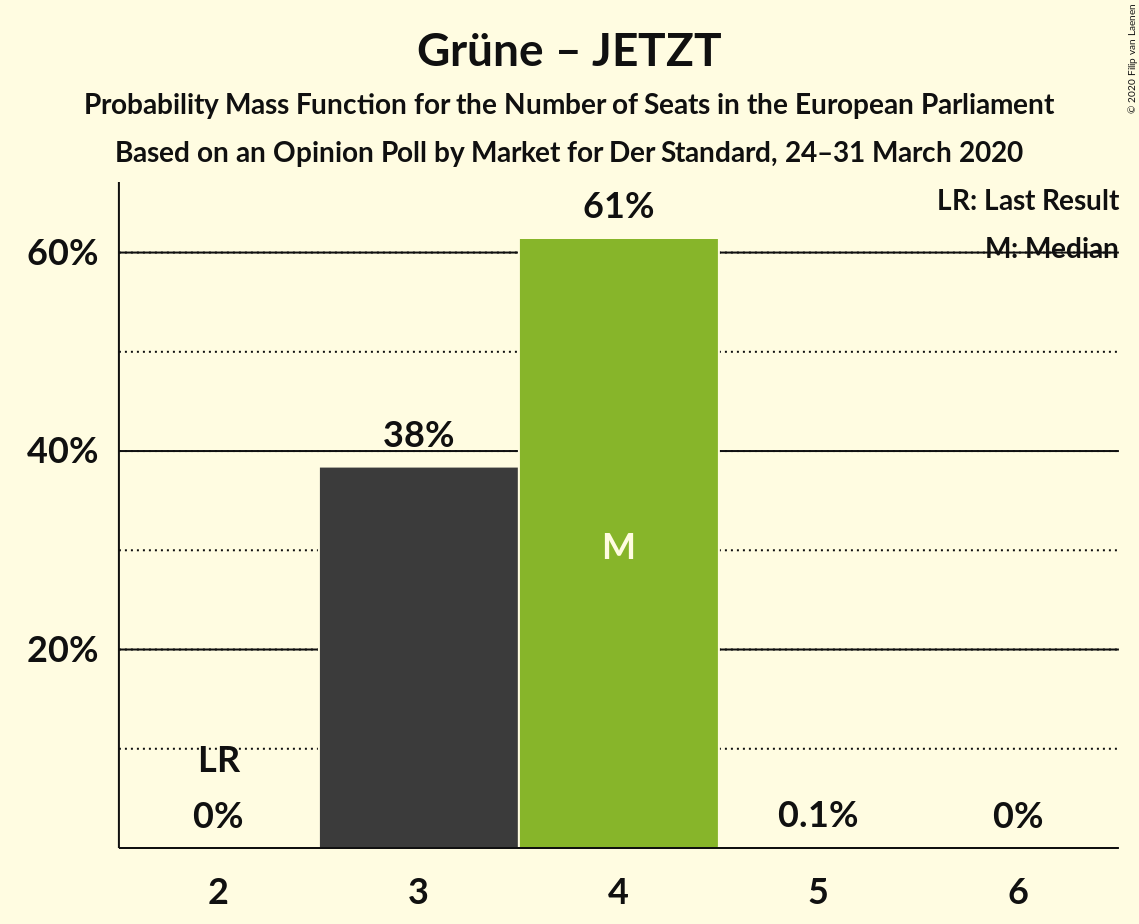 Grüne – JETZT
Probability Mass Function for the Number of Seats in the European Parliament
Based on an Opinion Poll by Market for Der Standard, 24–31 March 2020
© 2020 Filip van Laenen
LR: Last Result
M: Median
60%
40%
20%
61%
38%
M
LR
0%
0.1%
0%
2
3
4
5
6